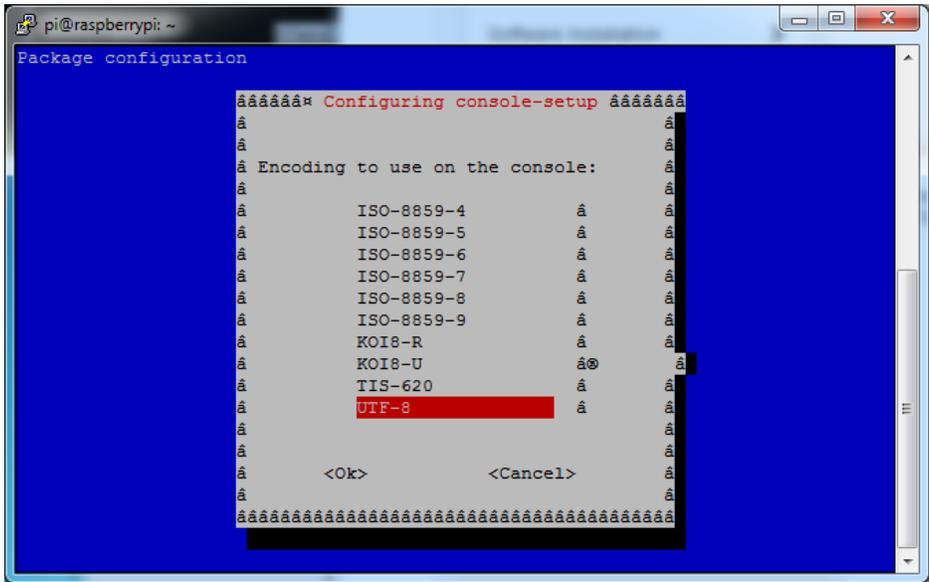 pi@raspberrypi: ~
Package configuration
ââââââ¤ Configuring console-setup âââââââ
â â
â â
â Encoding to use on the console: â
â â
â ISO-8859-4 â â
â ISO-8859-5 â â
â ISO-8859-6 â â
â ISO-8859-7 â â
â ISO-8859-8 â â
â ISO-8859-9 â â
â KOI8-R â â
â KOI8-U â® â
â TIS-620 â â
â UTF-8 â â
â â
â â
â <Ok> <Cancel> â
â â
ââââââââââââââââââââââââââââââââââââââââ